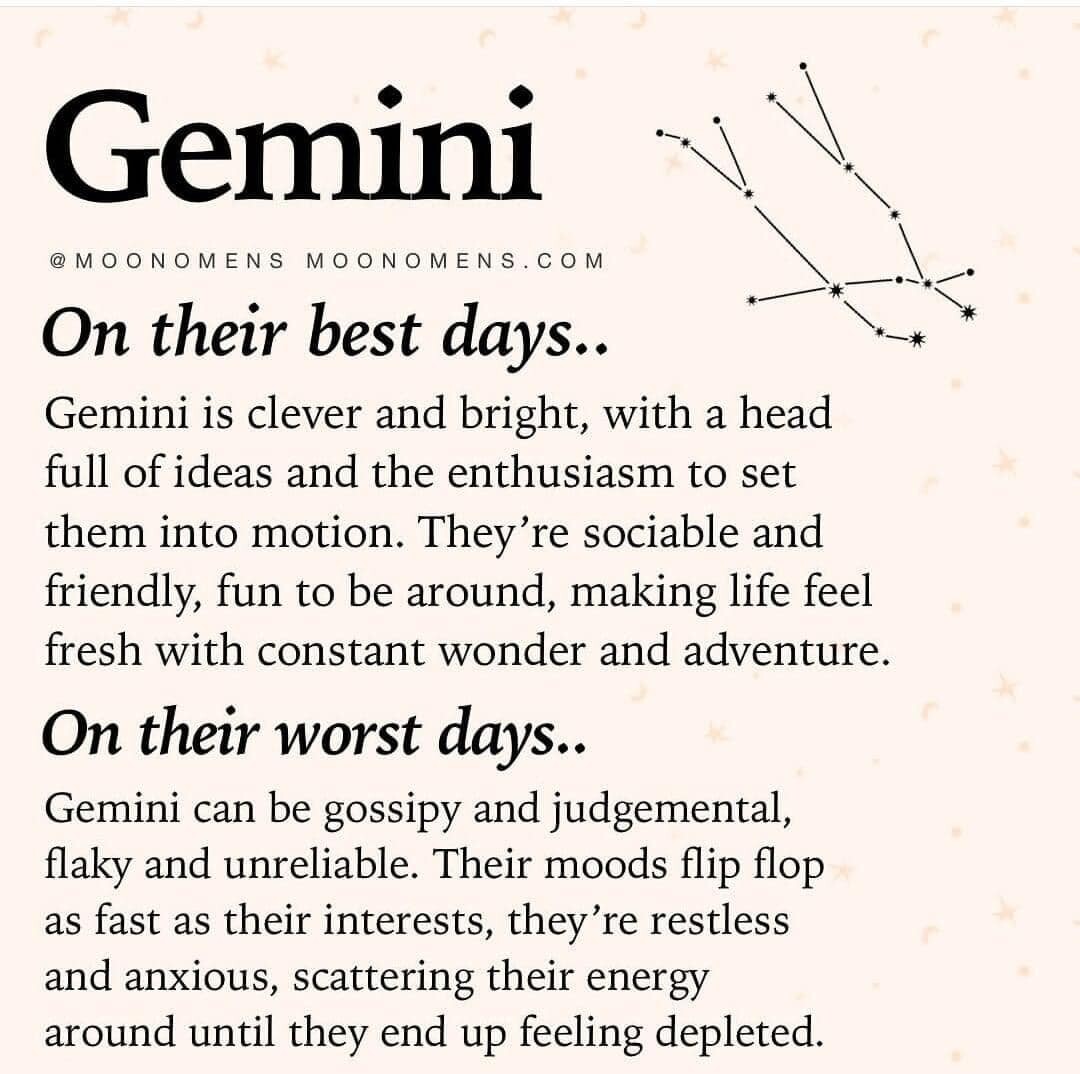 Gemini
@MOONOMENS MOONOMENS.COM
On their best days..
Gemini is clever and bright, with a head
full of ideas and the enthusiasm to set
them into motion. They’re sociable and
friendly, fun to be around, making life feel
fresh with constant wonder and adventure.
On their worst days..
Gemini can be gossipy and judgemental,
flaky and unreliable. Their moods flip flop
as fast as their interests, they’re restless
and anxious, scattering their energy
around until they end up feeling depleted.